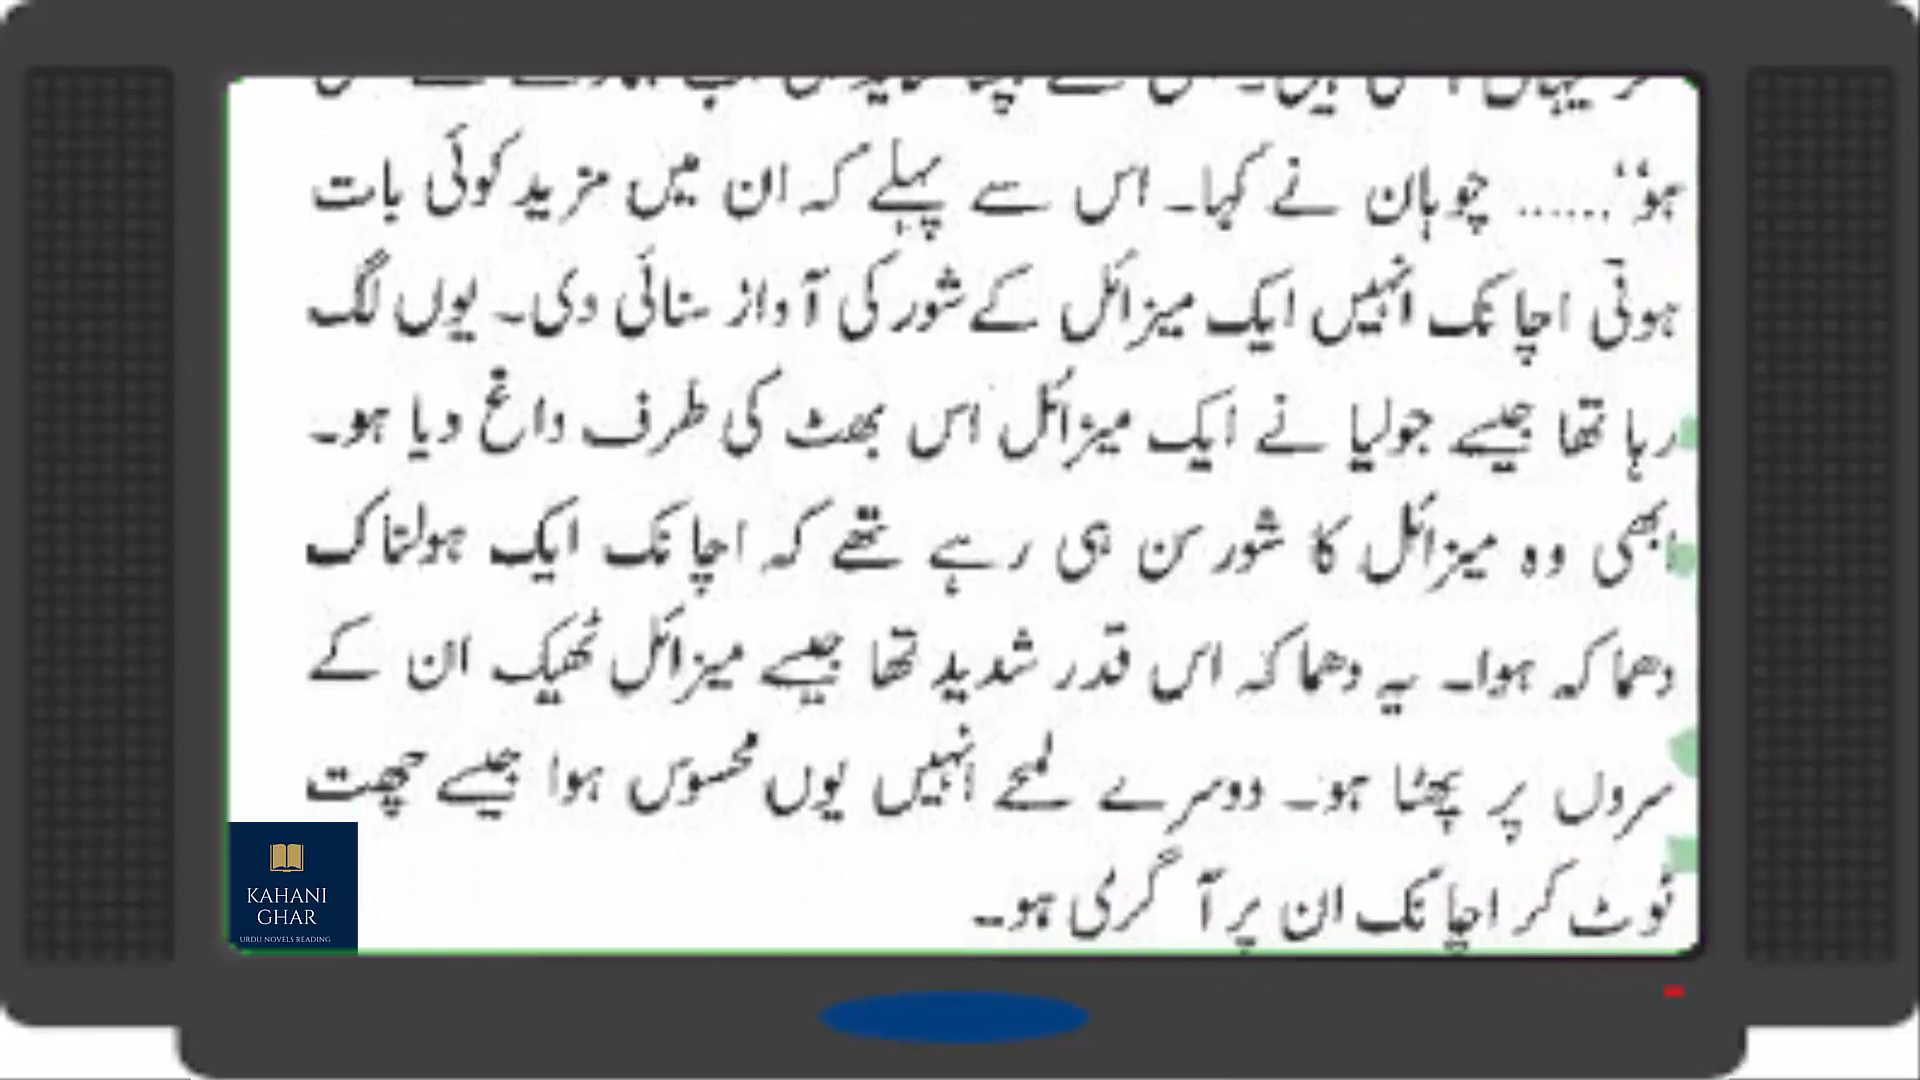 ہو‘‘ ...... چوہان نے کہا۔ اس سے پہلے کہ ان میں مزید کوئی بات
ہوتی اچانک انہیں ایک میزائل کے شور کی آواز سنائی دی۔ یوں لگ
رہا تھا جیسے جولیا نے ایک میزائل اس بھٹ کی طرف داغ دیا ہو۔
ابھی وہ میزائل کا شور سن ہی رہے تھے کہ اچانک ایک ہولناک
دھماکہ ہوا۔ یہ دھماکہ اس قدر شدید تھا جیسے میزائل ٹھیک ان کے
سروں پر پھٹا ہو۔ دوسرے لمحے انہیں یوں محسوس ہوا جیسے چھت
ٹوٹ کر اچانک ان پر آ گری ہو۔
KAHANI
GHAR
URDU NOVELS READING